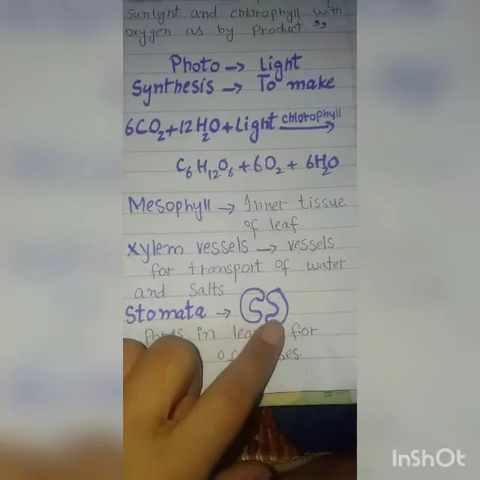 sunlight and chlorophyll with
oxygen as by Product "
Photo → Light
Synthesis → To make
6CO2+12H2O+Light chlorophyll →
C6H12O6+6O2+6H2O
Mesophyll → Inner tissue
of leaf
Xylem vessels → vessels
for transport of water
and Salts
Stomata →
in for
InShOt